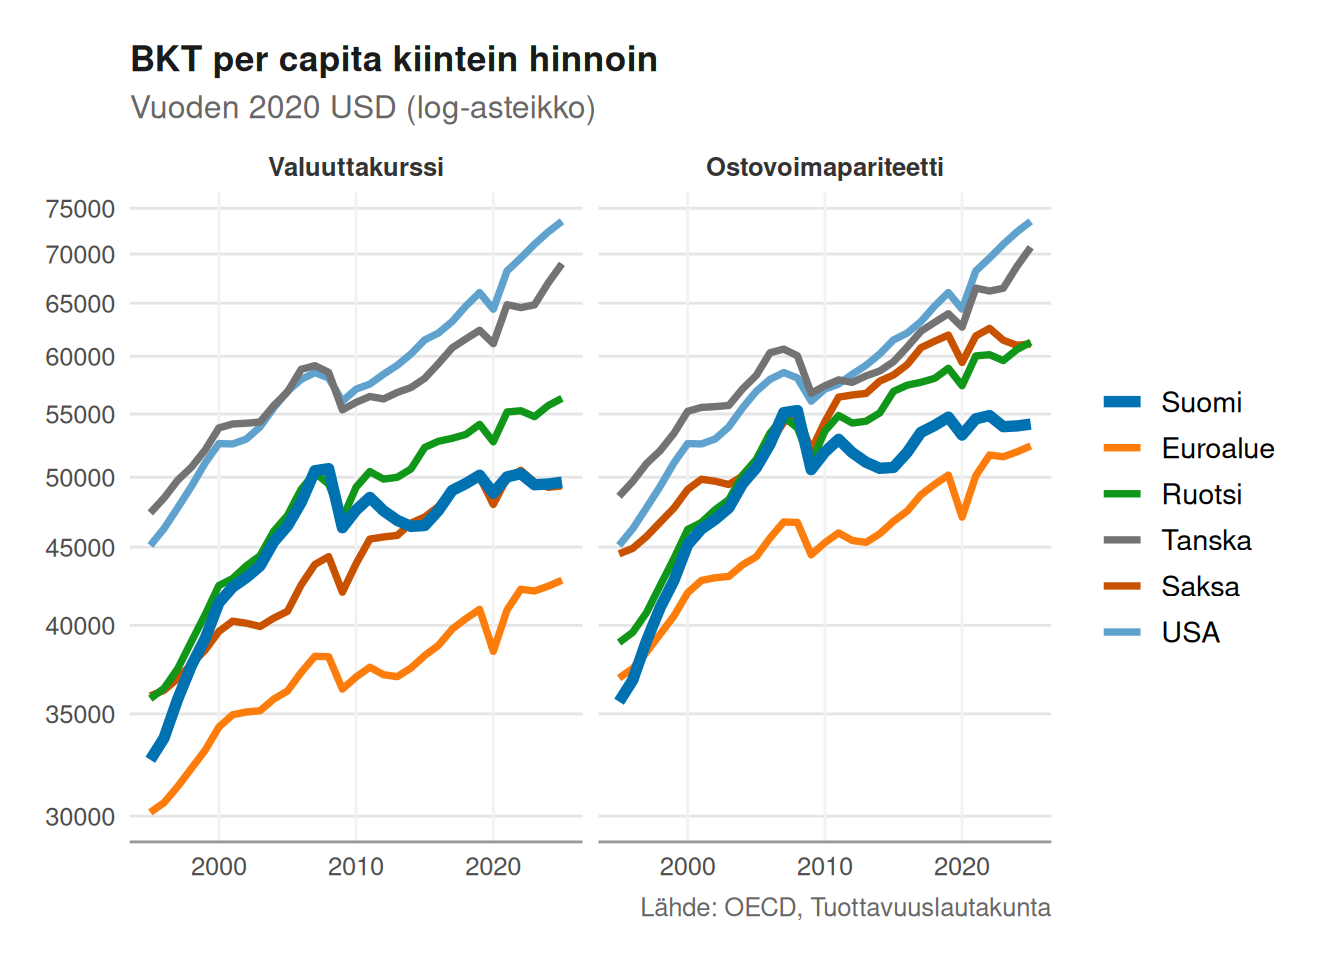 BKT per capita kiintein hinnoin
Vuoden 2020 USD (log-asteikko)
Valuuttakurssi
Ostovoimapariteetti
75000
70000
65000
60000
55000
50000
45000
40000
35000
30000
2000
2010
2020
2000
2010
2020
Suomi
Euroalue
Ruotsi
Tanska
Saksa
USA
Lähde: OECD, Tuottavuuslautakunta